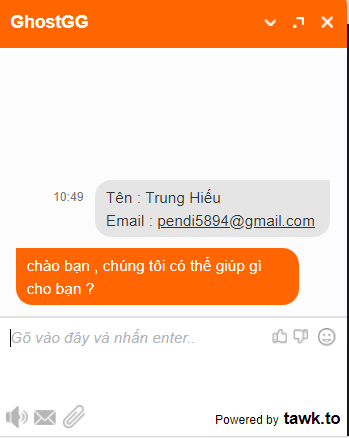 GhostGG
10:49
Tên : Trung Hiếu
Email : pendi5894@gmail.com
chào bạn , chúng tôi có thể giúp gì
cho bạn ?
Gõ vào đây và nhấn enter..
Powered by tawk.to